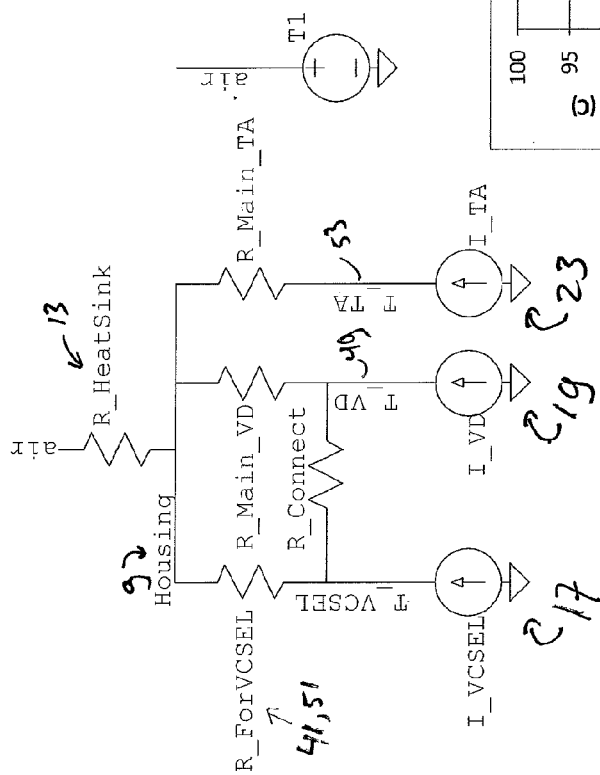 air
R_HeatSink
13
9
Housing
R_ForVCSEL
41, 51
R_Main_VD
R_Main_TA
R_Connect
T_VCSEL
T_VD
49
T_TA
53
I_VCSEL
17
I_VD
19
I_TA
23
air
T1
100
95